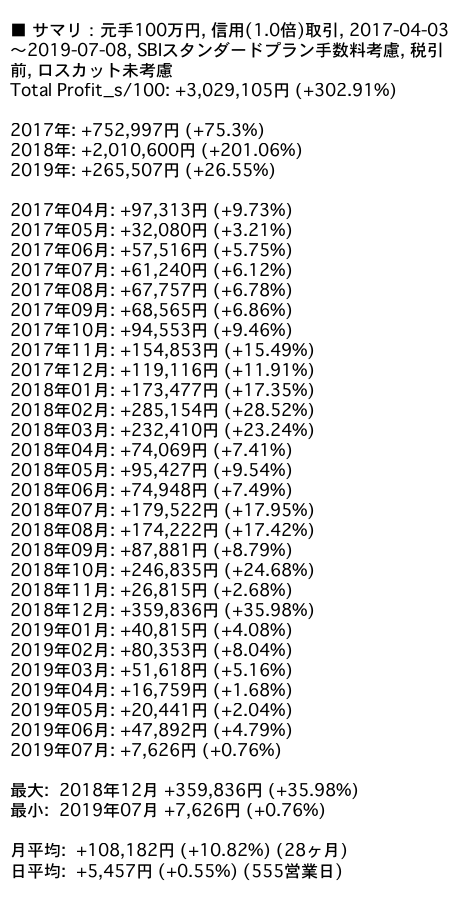 ■ サマリ：元手100万円, 信用(1.0倍)取引, 2017-04-03
～2019-07-08, SBIスタンダードプラン手数料考慮, 税引
前, ロスカット未考慮
Total Profit_s/100: +3,029,105円 (+302.91%)
2017年: +752,997円 (+75.3%)
2018年: +2,010,600円 (+201.06%)
2019年: +265,507円 (+26.55%)
2017年04月: +97,313円 (+9.73%)
2017年05月: +32,080円 (+3.21%)
2017年06月: +57,516円 (+5.75%)
2017年07月: +61,240円 (+6.12%)
2017年08月: +67,757円 (+6.78%)
2017年09月: +68,565円 (+6.86%)
2017年10月: +94,553円 (+9.46%)
2017年11月: +154,853円 (+15.49%)
2017年12月: +119,116円 (+11.91%)
2018年01月: +173,477円 (+17.35%)
2018年02月: +285,154円 (+28.52%)
2018年03月: +232,410円 (+23.24%)
2018年04月: +74,069円 (+7.41%)
2018年05月: +95,427円 (+9.54%)
2018年06月: +74,948円 (+7.49%)
2018年07月: +179,522円 (+17.95%)
2018年08月: +174,222円 (+17.42%)
2018年09月: +87,881円 (+8.79%)
2018年10月: +246,835円 (+24.68%)
2018年11月: +26,815円 (+2.68%)
2018年12月: +359,836円 (+35.98%)
2019年01月: +40,815円 (+4.08%)
2019年02月: +80,353円 (+8.04%)
2019年03月: +51,618円 (+5.16%)
2019年04月: +16,759円 (+1.68%)
2019年05月: +20,441円 (+2.04%)
2019年06月: +47,892円 (+4.79%)
2019年07月: +7,626円 (+0.76%)
最大: 2018年12月 +359,836円 (+35.98%)
最小: 2019年07月 +7,626円 (+0.76%)
月平均: +108,182円 (+10.82%) (28ヶ月)
日平均: +5,457円 (+0.55%) (555営業日)